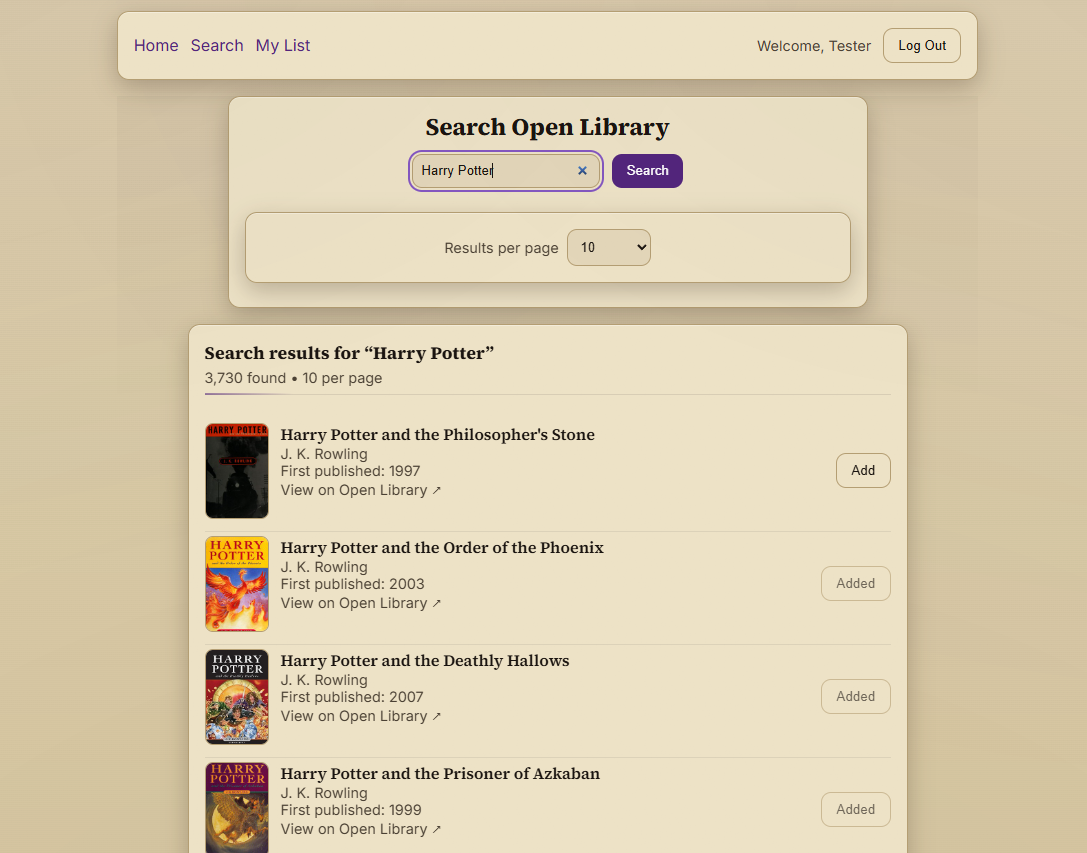 Home Search My List
Welcome, Tester
Log Out
Search Open Library
Harry Potter ×
Search
Results per page 10
Search results for “Harry Potter”
3,730 found • 10 per page
HARRY POTTER
Harry Potter and the Philosopher's Stone
J. K. Rowling
First published: 1997
View on Open Library ↗
Add
HARRY
POTTER
Harry Potter and the Order of the Phoenix
J. K. Rowling
First published: 2003
View on Open Library ↗
Added
HARRY
POTTER
Harry Potter and the Deathly Hallows
J. K. Rowling
First published: 2007
View on Open Library ↗
Added
HARRY
POTTER
Harry Potter and the Prisoner of Azkaban
J. K. Rowling
First published: 1999
View on Open Library ↗
Added